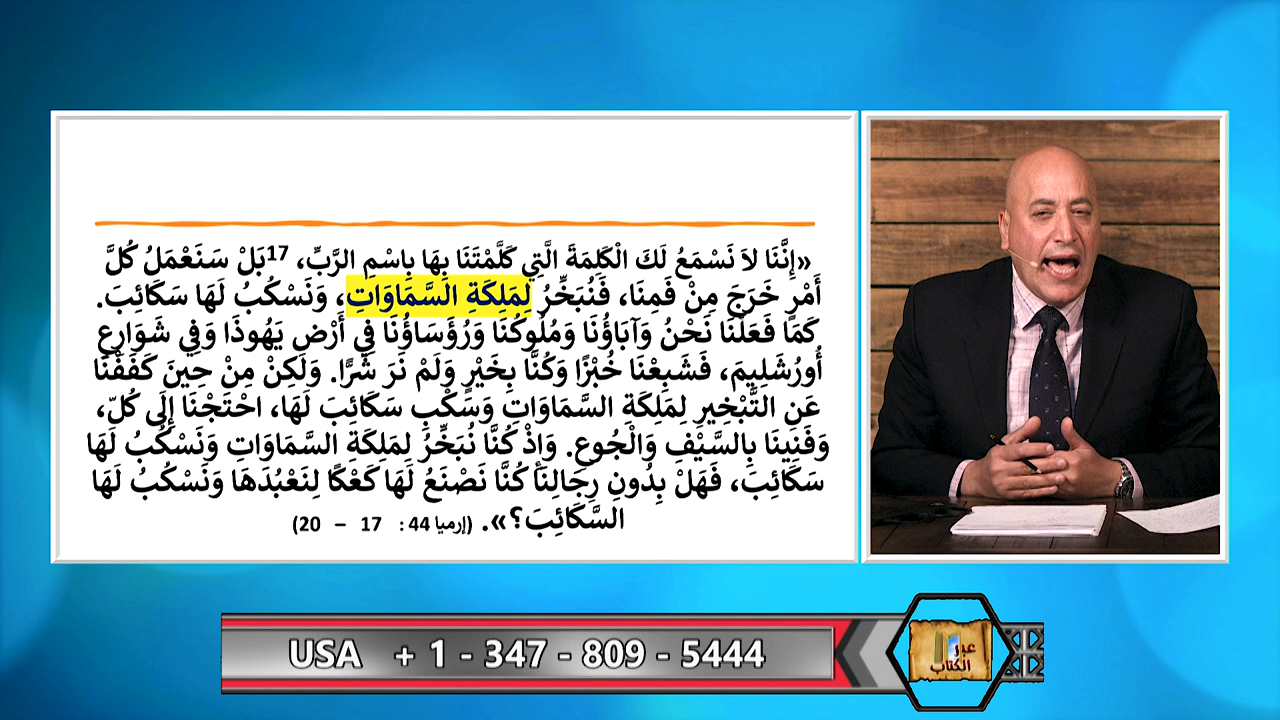 «إِنَّنَا لاَ نَسْمَعُ لَكَ الْكَلِمَةَ الَّتِي كَلَّمْتَنَا بِهَا بِاسْمِ الرَّبِّ، 17بَلْ سَنَعْمَلُ كُلَّ
أَمْرٍ خَرَجَ مِنْ فَمِنَا، فَنُبَخِّرُ لِمَلِكَةِ السَّمَاوَاتِ، وَنَسْكُبُ لَهَا سَكَائِبَ.
كَمَا فَعَلْنَا نَحْنُ وَآبَاؤُنَا وَمُلُوكُنَا وَرُؤَسَاؤُنَا فِي أَرْضِ يَهُوذَا وَفِي شَوَارِعِ
أُورُشَلِيمَ، فَشَبِعْنَا خُبْزًا وَكُنَّا بِخَيْرٍ وَلَمْ نَرَ شَرًّا. وَلكِنْ مِنْ حِينَ كَفَفْنَا
عَنِ التَّبْخِيرِ لِمَلِكَةِ السَّمَاوَاتِ وَسَكْبِ سَكَائِبَ لَهَا، احْتَجْنَا إِلَى كُلّ،
وَفَنِينَا بِالسَّيْفِ وَالْجُوعِ. وَإِذْ كُنَّا نُبَخِّرُ لِمَلِكَةِ السَّمَاوَاتِ وَنَسْكُبُ لَهَا
سَكَائِبَ، فَهَلْ بِدُونِ رِجَالِنَا كُنَّا نَصْنَعُ لَهَا كَعْكًا لِنَعْبُدَهَا وَنَسْكُبُ لَهَا
السَّكَائِبَ؟». (إرميا 44 : 17 – 20)
USA + 1 - 347 - 809 - 5444
عبر
الكتاب